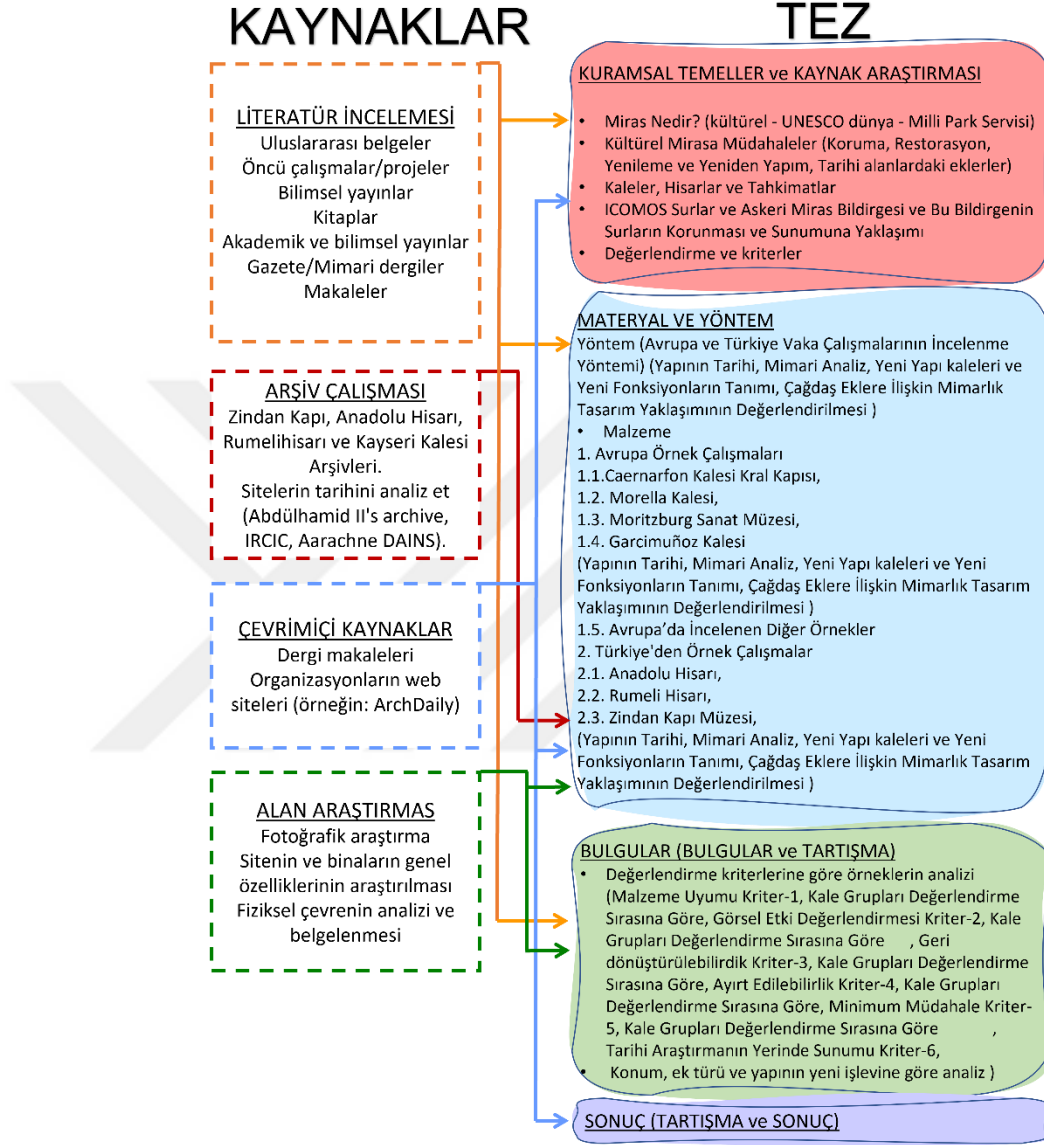 KAYNAKLAR
TEZ
LİTERATÜR İNCELEMESİ
Uluslararası belgeler
Öncü çalışmalar/projeler
Bilimsel yayınlar
Kitaplar
Akademik ve bilimsel yayınlar
Gazete/Mimari dergiler
Makaleler
ARŞİV ÇALIŞMASI
Zindan Kapı, Anadolu Hisarı,
Rumelihisarı ve Kayseri Kalesi
Arşivleri.
Sitelerin tarihini analiz et
(Abdülhamid II's archive,
IRCIC, Aarachne DAINS).
ÇEVRİMİÇİ KAYNAKLAR
Dergi makaleleri
Organizasyonların web
siteleri (örneğin: ArchDaily)
ALAN ARAŞTIRMAS
Fotoğrafik araştırma
Sitenin ve binaların genel
özelliklerinin araştırılması
Fiziksel çevrenin analizi ve
belgelenmesi
KURAMSAL TEMELLER ve KAYNAK ARAŞTIRMASI
• Miras Nedir? (kültürel - UNESCO dünya - Milli Park Servisi)
• Kültürel Mirasa Müdahaleler (Koruma, Restorasyon,
Yenileme ve Yeniden Yapım, Tarihi alanlardaki eklerler)
• Kaleler, Hisarlar ve Tahkimatlar
• ICOMOS Surlar ve Askeri Miras Bildirgesi ve Bu Bildirgenin
Surların Korunması ve Sunumuna Yaklaşımı
• Değerlendirme ve kriterler
MATERYAL VE YÖNTEM
Yöntem (Avrupa ve Türkiye Vaka Çalışmalarının İncelenme
Yöntemi) (Yapının Tarihi, Mimari Analiz, Yeni Yapı kaleleri ve
Yeni Fonksiyonların Tanımı, Çağdaş Eklere İlişkin Mimarlık
Tasarım Yaklaşımının Değerlendirilmesi )
• Malzeme
1. Avrupa Örnek Çalışmaları
1.1.Caernarfon Kalesi Kral Kapısı,
1.2. Morella Kalesi,
1.3. Moritzburg Sanat Müzesi,
1.4. Garcimuñoz Kalesi
(Yapının Tarihi, Mimari Analiz, Yeni Yapı kaleleri ve Yeni
Fonksiyonların Tanımı, Çağdaş Eklere İlişkin Mimarlık Tasarım
Yaklaşımının Değerlendirilmesi )
1.5. Avrupa'da İncelenen Diğer Örnekler
2. Türkiye'den Örnek Çalışmalar
2.1. Anadolu Hisarı,
2.2. Rumeli Hisarı,
2.3. Zindan Kapı Müzesi,
(Yapının Tarihi, Mimari Analiz, Yeni Yapı kaleleri ve Yeni
Fonksiyonların Tanımı, Çağdaş Eklere İlişkin Mimarlık Tasarım
Yaklaşımının Değerlendirilmesi )
BULGULAR (BULGULAR ve TARTIŞMA)
• Değerlendirme kriterlerine göre örneklerin analizi
(Malzeme Uyumu Kriter-1, Kale Grupları Değerlendirme
Sırasına Göre, Görsel Etki Değerlendirmesi Kriter-2, Kale
Grupları Değerlendirme Sırasına Göre , Geri
dönüştürülebilirdik Kriter-3, Kale Grupları Değerlendirme
Sırasına Göre, Ayırt Edilebilirlik Kriter-4, Kale Grupları
Değerlendirme Sırasına Göre, Minimum Müdahale Kriter-
5, Kale Grupları Değerlendirme Sırasına Göre ,
Tarihi Araştırmanın Yerinde Sunumu Kriter-6,
• Konum, ek türü ve yapının yeni işlevine göre analiz )
SONUÇ (TARTIŞMA ve SONUÇ)